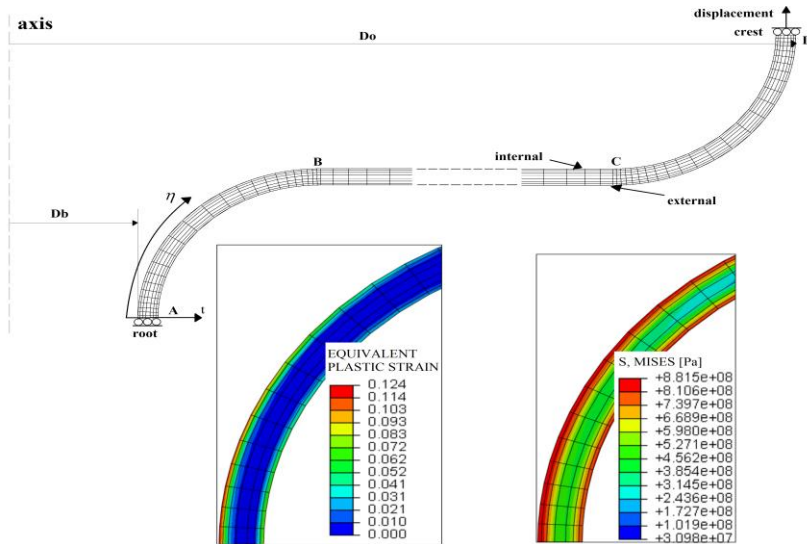 axis
displacement
crest
Do
D
B
internal
C
external
η
Db
A
t
root
EQUIVALENT
PLASTIC STRAIN
0.124
0.114
0.103
0.093
0.083
0.072
0.062
0.052
0.041
0.031
0.021
0.010
0.000
S, MISES [Pa]
+8.815e+08
+8.106e+08
+7.397e+08
+6.689e+08
+5.980e+08
+5.271e+08
+4.562e+08
+3.854e+08
+3.145e+08
+2.436e+08
+1.727e+08
+1.019e+08
+3.098e+07